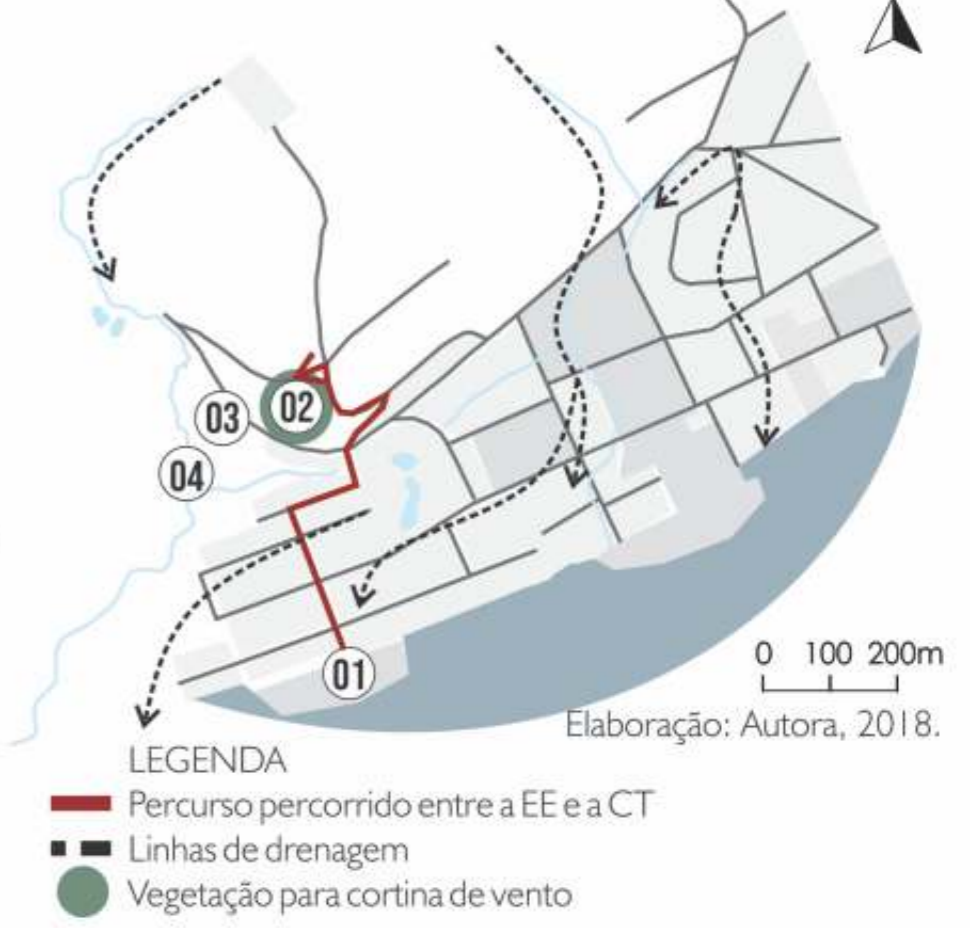 02
03
04
01
0 100 200m
Elaboração: Autora, 2018.
LEGENDA
Percurso percorrido entre a EE e a CT
Linhas de drenagem
Vegetação para cortina de vento